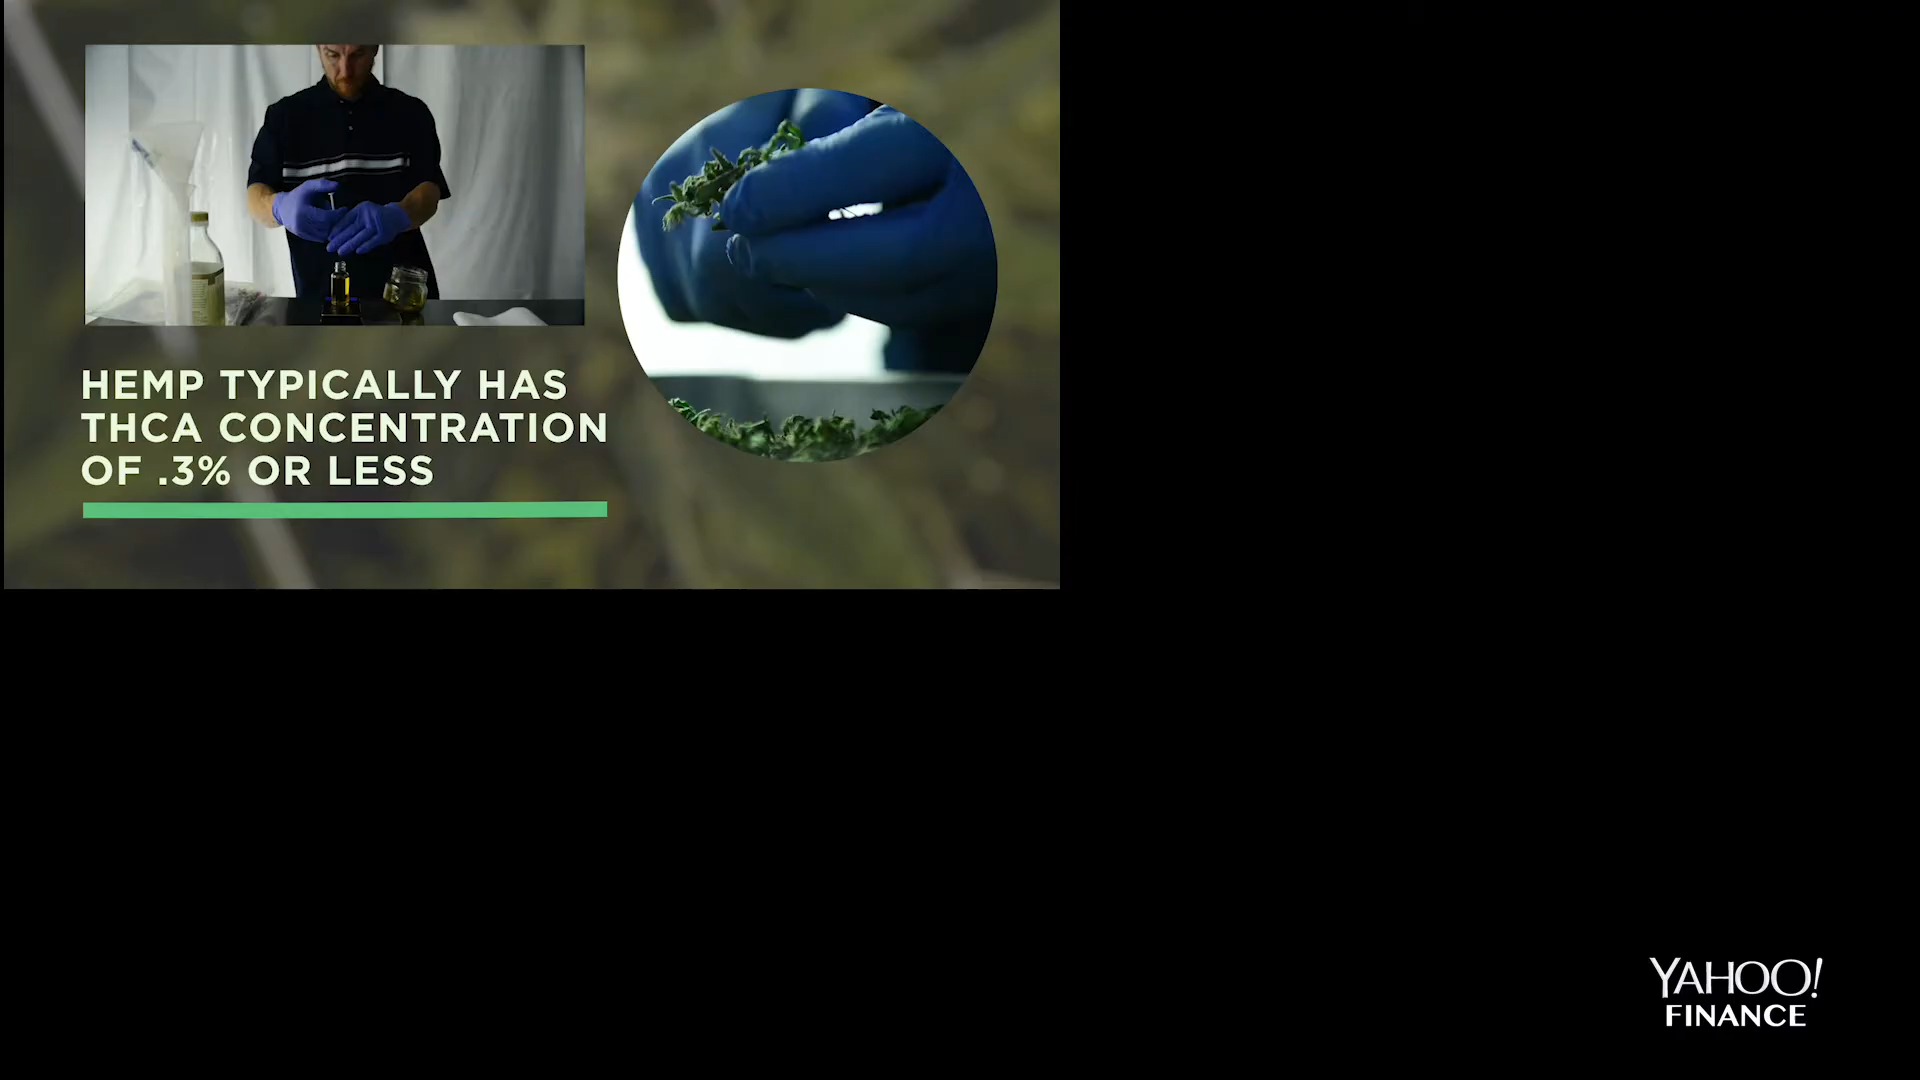 HEMP TYPICALLY HAS
THCA CONCENTRATION
OF .3% OR LESS
YAHOO!
FINANCE